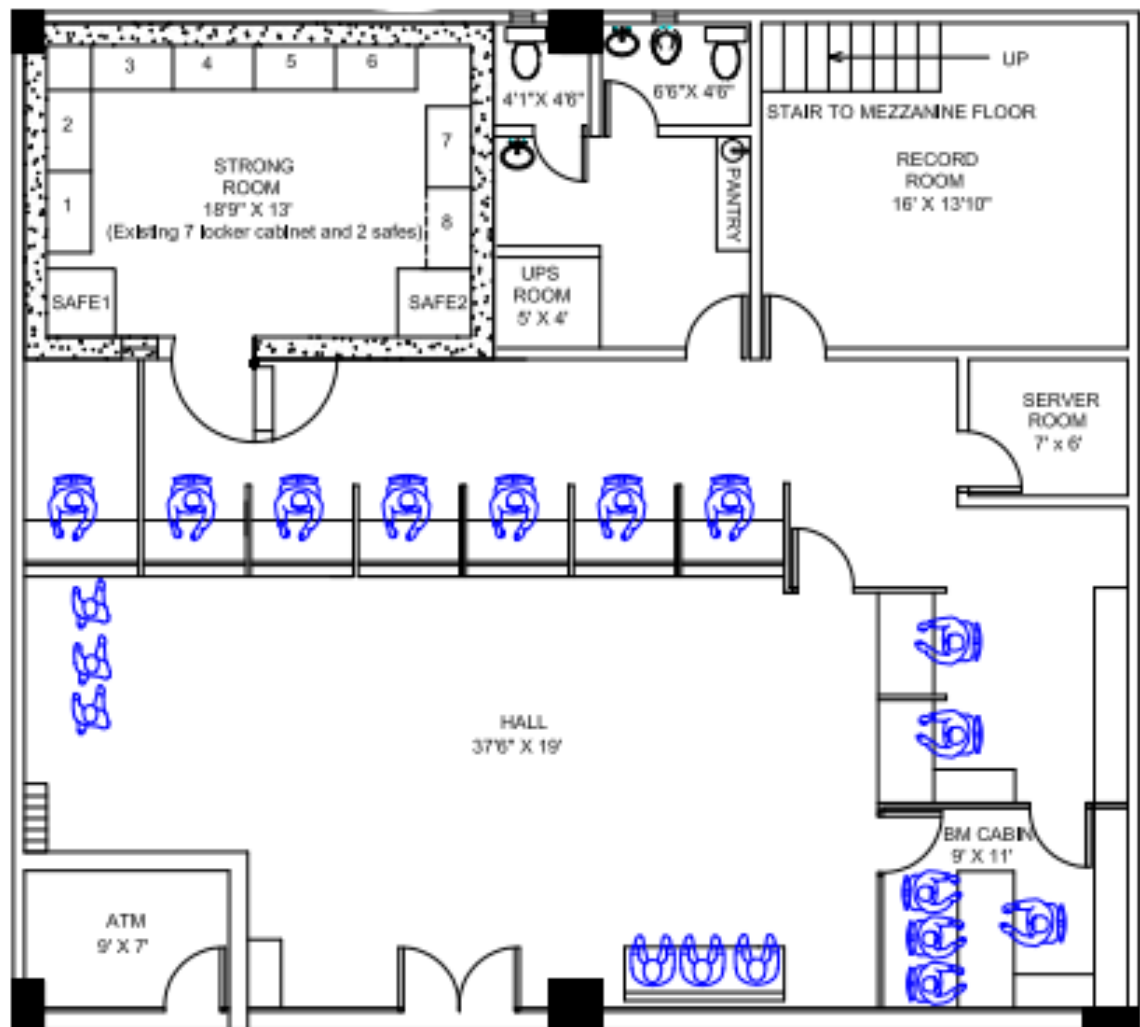 3
4
5
6
2
1
7
8
STRONG
ROOM
18'9" X 13'
(Existing 7 locker cabinet and 2 safes)
SAFE1
SAFE2
4'1"X 4'6"
6'6"X 4'6"
PANTRY
UPS
ROOM
5' X 4'
UP
STAIR TO MEZZANINE FLOOR
RECORD
ROOM
16' X 13'10"
SERVER
ROOM
7' x 6'
HALL
37'6" X 19'
BM CABIN
9' X 11'
ATM
9' X 7'